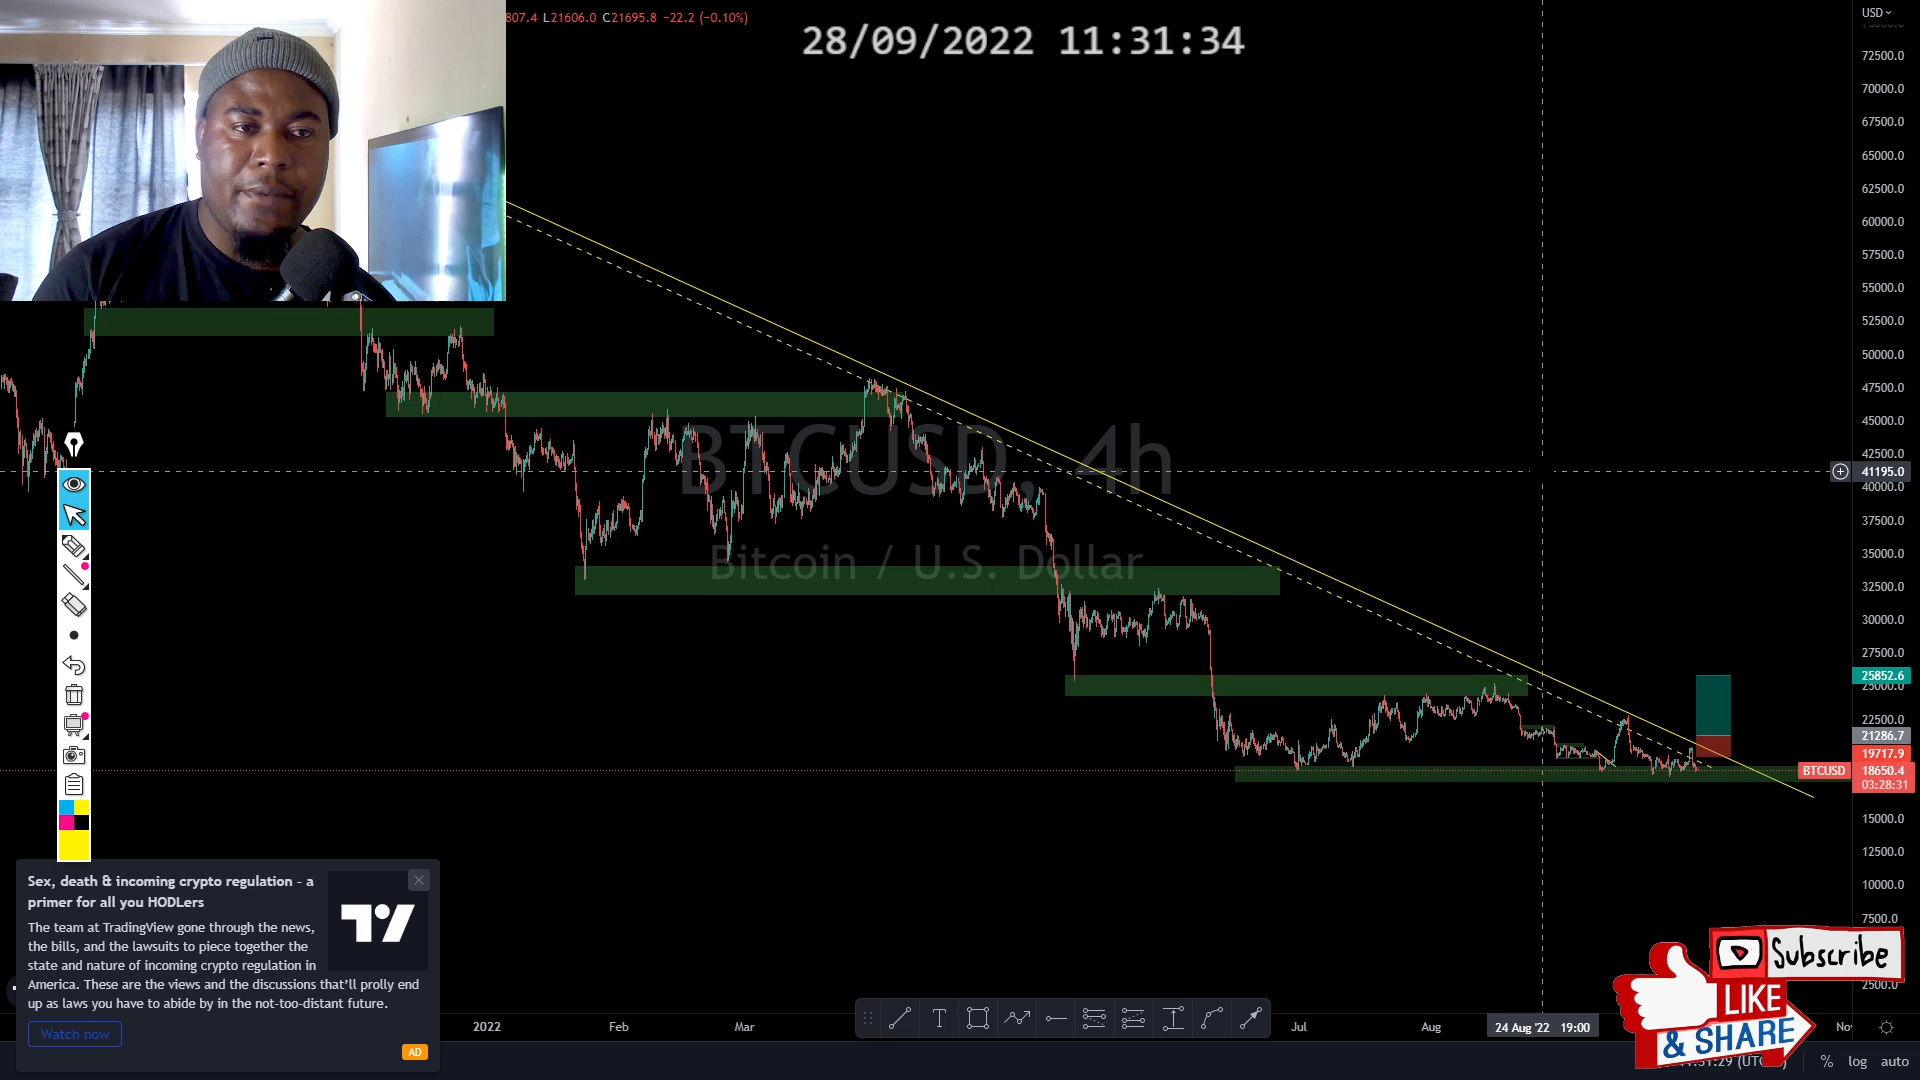 807.4 L21606.0 C21695.8 −22.2 (−0.10%)
28/09/2022 11:31:34
USD
72500.0
70000.0
67500.0
65000.0
62500.0
60000.0
57500.0
55000.0
52500.0
50000.0
47500.0
45000.0
42500.0
41195.0
40000.0
37500.0
35000.0
32500.0
30000.0
27500.0
25852.6
25000.0
22500.0
21286.7
19717.9
BTCUSD 18650.4
03:28:31
15000.0
12500.0
10000.0
7500.0
2500.0
BTCUSD, 4h
Bitcoin / U.S. Dollar
Sex, death & incoming crypto regulation - a
primer for all you HODLers
The team at TradingView gone through the news,
the bills, and the lawsuits to piece together the
state and nature of incoming crypto regulation in
America. These are the views and the discussions that'll prolly end
up as laws you have to abide by in the not-too-distant future.
Watch now
AD
Subscribe
LIKE
& SHARE
2022 Feb Mar Jul Aug 24 Aug '22 19:00
% log auto